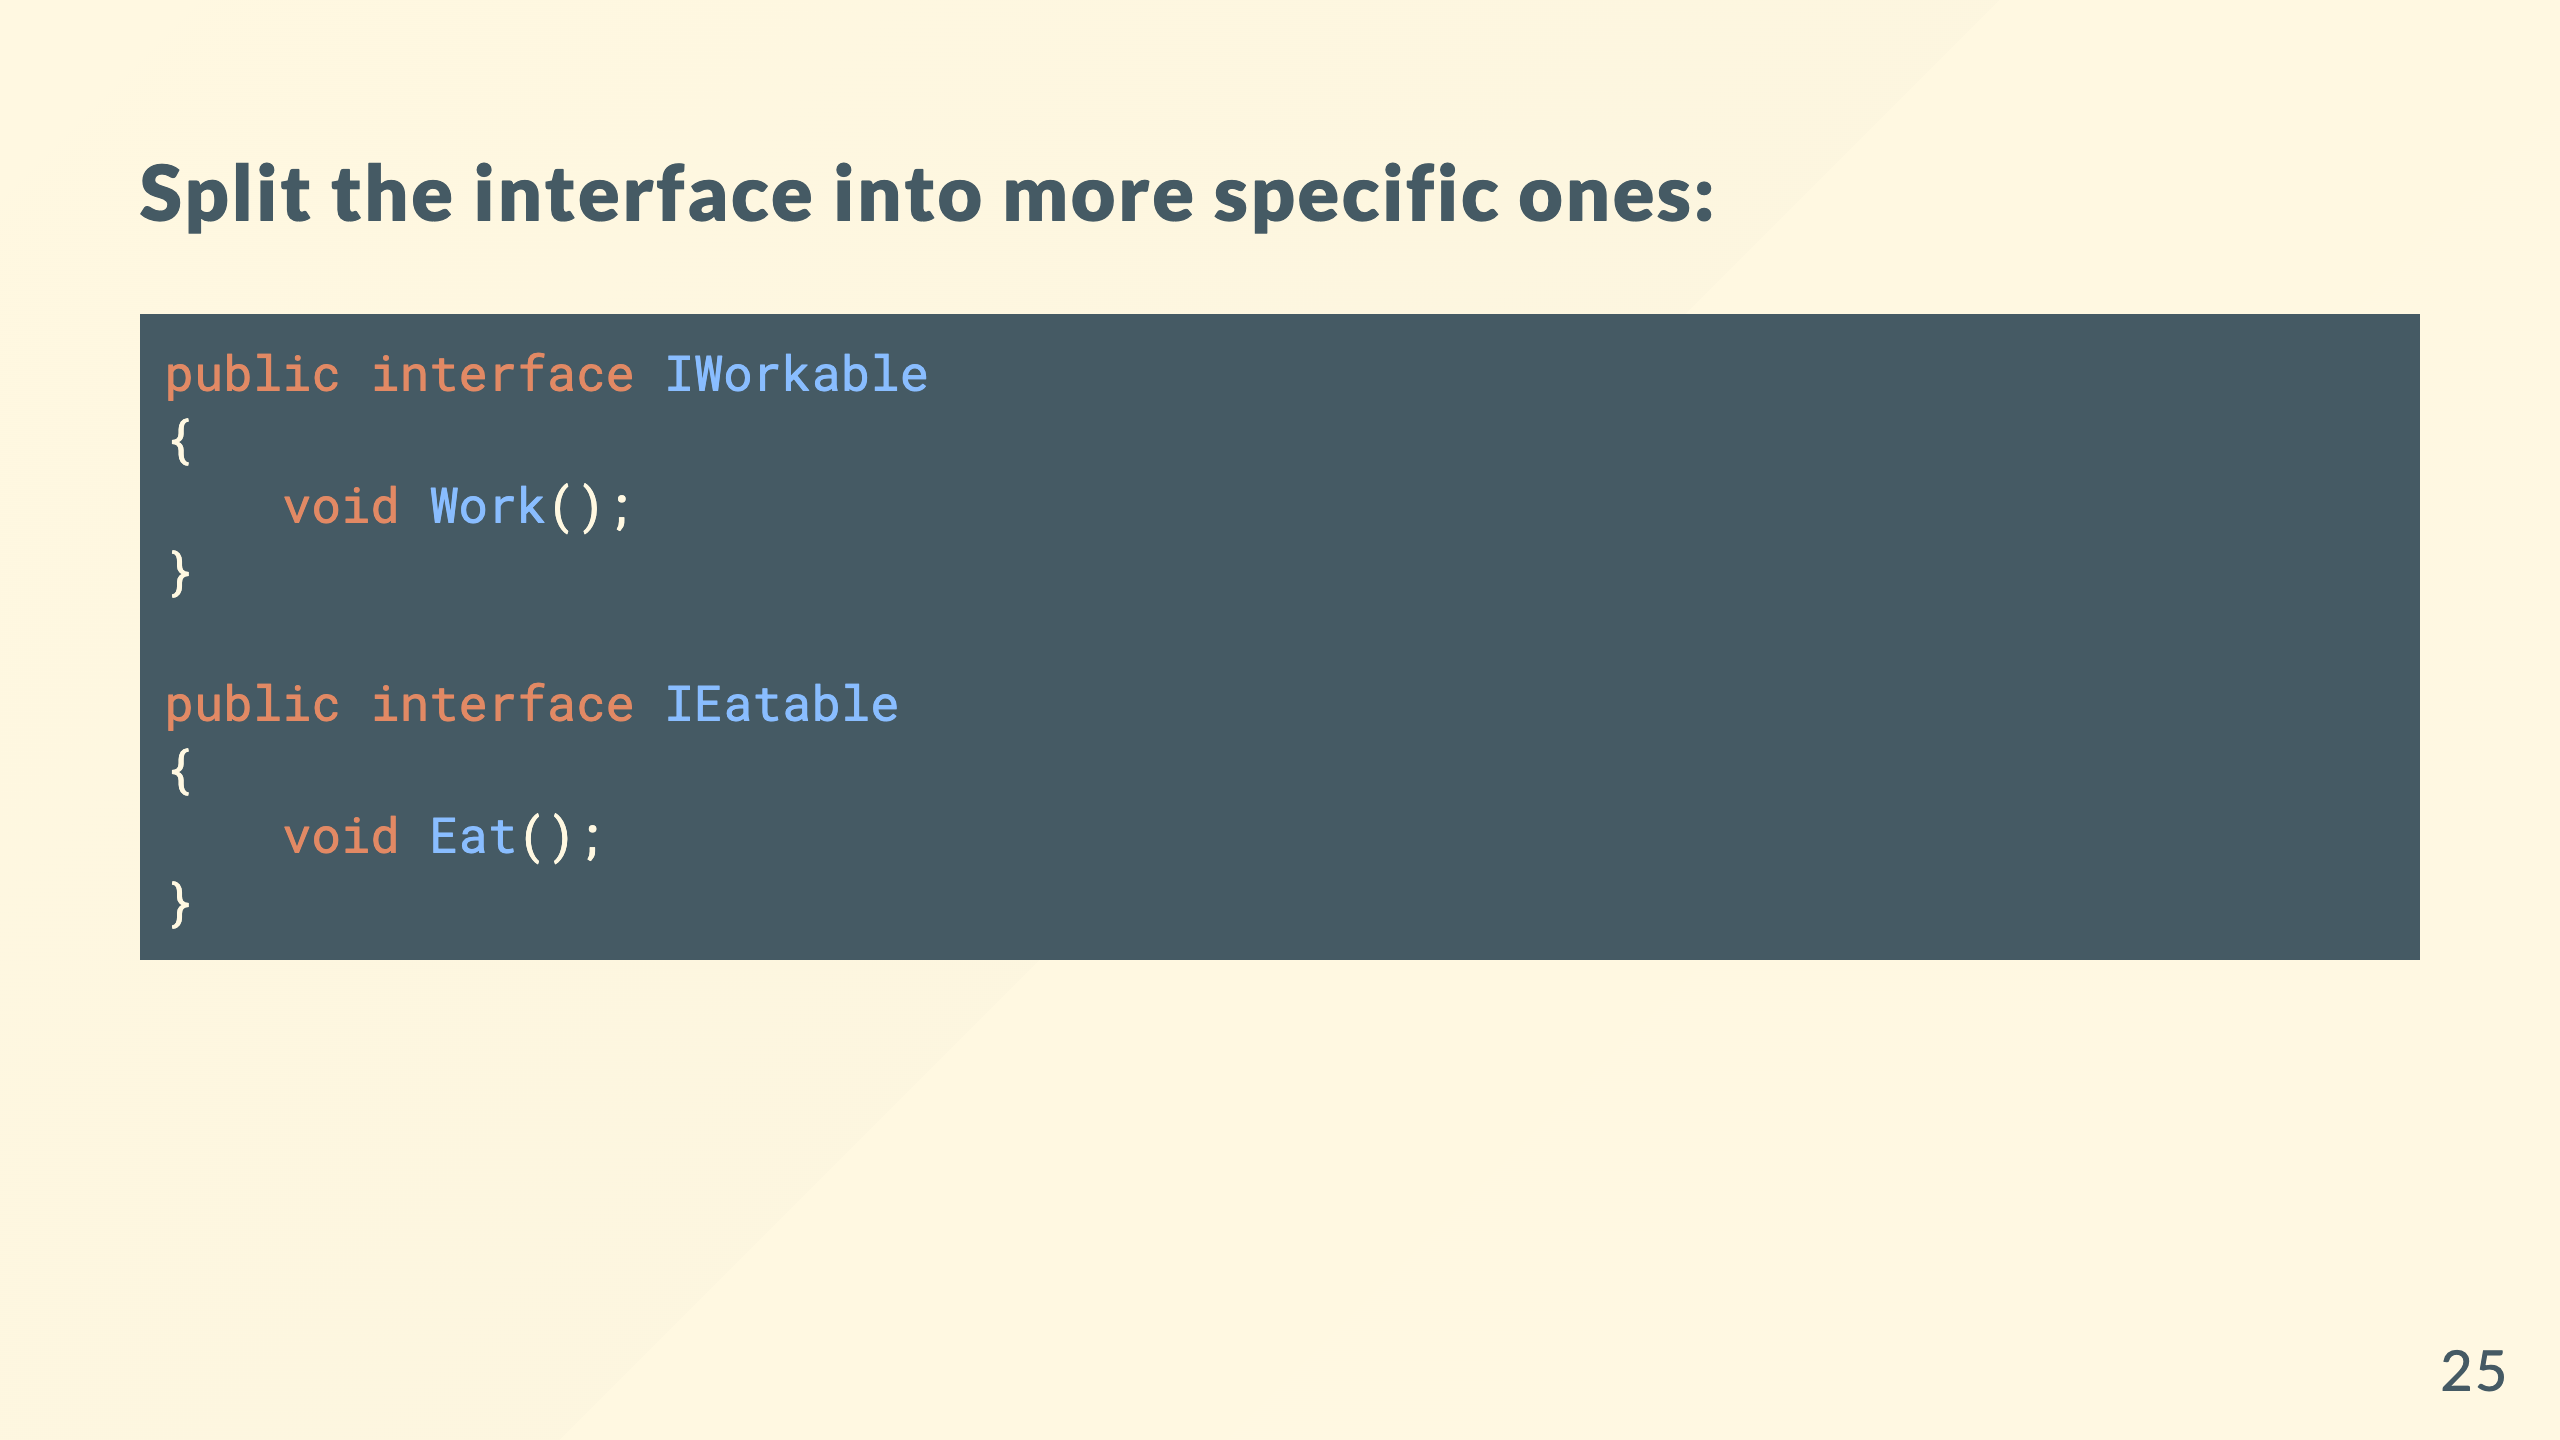 Split the interface into more specific ones:
public interface IWorkable
{
    void Work();
}

public interface IEatable
{
    void Eat();
}
25